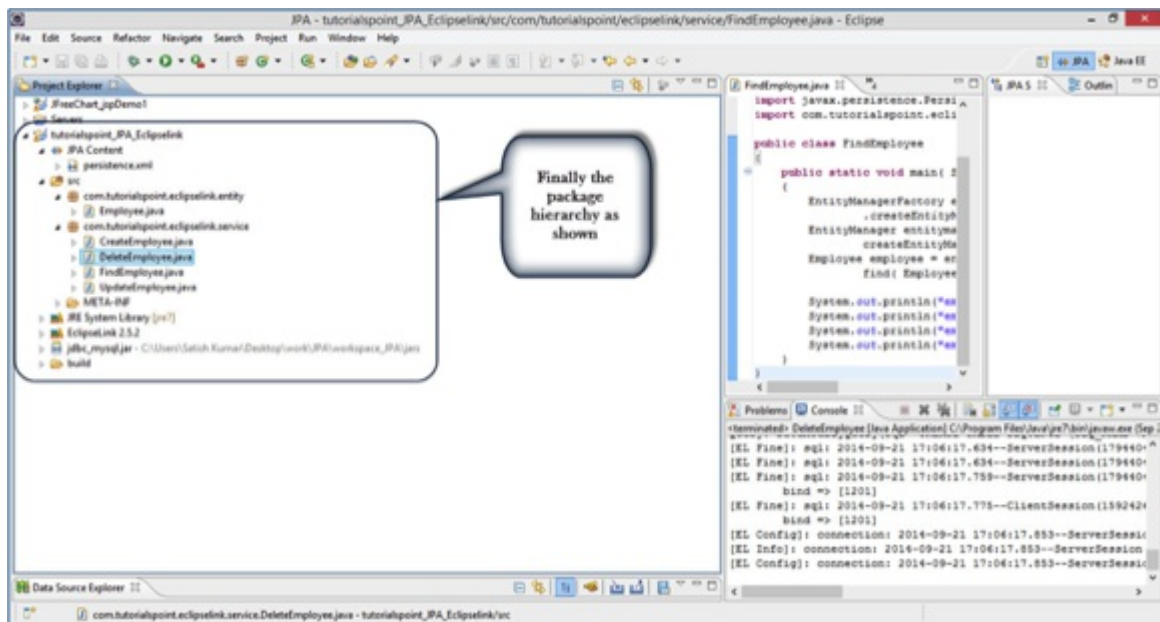 JPA - tutorialspoint_JPA_Eclipselink/src/com/tutorialspoint/eclipselink/service/FindEmployee.java - Eclipse
File Edit Source Refactor Navigate Search Project Run Window Help
JPA Java EE
Project Explorer
JFreeChart_jspDemo1
Servers
tutorialspoint_JPA_Eclipselink
JPA Content
persistence.xml
src
com.tutorialspoint.eclipselink.entity
Employee.java
com.tutorialspoint.eclipselink.service
CreateEmployee.java
DeleteEmployee.java
FindEmployee.java
UpdateEmployee.java
META-INF
JRE System Library [jre7]
EclipseLink 2.5.2
jdbc_mysql.jar - C:\Users\Satish Kumar\Desktop\work\JPA\workspace_JPA\jars
build
Finally the
package
hierarchy as
shown
FindEmployee.java
4
import javax.persistence.Persi
import com.tutorialspoint.ecli
public class FindEmployee
{
public static void main( S
{
EntityManagerFactory e
.createEntityM
EntityManager entityma
createEntityMa
Employee employee = en
find( Employee
System.out.println("em
System.out.println("em
System.out.println("em
System.out.println("em
}
}
JPA S Outlin
Problems Console
<terminated> DeleteEmployee [Java Application] C:\Program Files\Java\jre7\bin\javaw.exe (Sep 2
[EL Fine]: sql: 2014-09-21 17:06:17.634--ServerSession(1794404
[EL Fine]: sql: 2014-09-21 17:06:17.634--ServerSession(1794404
[EL Fine]: sql: 2014-09-21 17:06:17.759--ServerSession(1794404
bind => [1201]
[EL Fine]: sql: 2014-09-21 17:06:17.775--ClientSession(1592424
bind => [1201]
[EL Config]: connection: 2014-09-21 17:06:17.853--ServerSessio
[EL Info]: connection: 2014-09-21 17:06:17.853--ServerSession
[EL Config]: connection: 2014-09-21 17:06:17.853--ServerSessio
Data Source Explorer
com.tutorialspoint.eclipselink.service.DeleteEmployee.java - tutorialspoint_JPA_Eclipselink/src